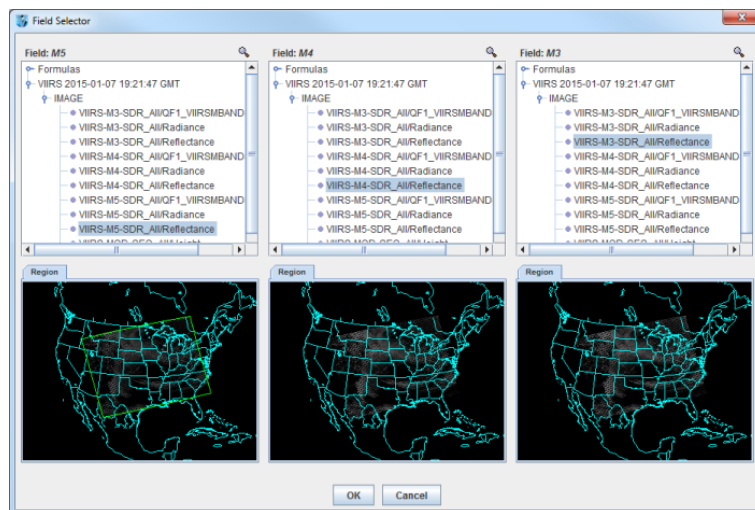 Field Selector
Field: M5
Formulas
VIIRS 2015-01-07 19:21:47 GMT
IMAGE
VIIRS-M3-SDR_All/QF1_VIIRSMBAND
VIIRS-M3-SDR_All/Radiance
VIIRS-M3-SDR_All/Reflectance
VIIRS-M4-SDR_All/QF1_VIIRSMBAND
VIIRS-M4-SDR_All/Radiance
VIIRS-M4-SDR_All/Reflectance
VIIRS-M5-SDR_All/QF1_VIIRSMBAND
VIIRS-M5-SDR_All/Radiance
VIIRS-M5-SDR_All/Reflectance
Region
Field: M4
Formulas
VIIRS 2015-01-07 19:21:47 GMT
IMAGE
VIIRS-M3-SDR_All/QF1_VIIRSMBAND
VIIRS-M3-SDR_All/Radiance
VIIRS-M3-SDR_All/Reflectance
VIIRS-M4-SDR_All/QF1_VIIRSMBAND
VIIRS-M4-SDR_All/Radiance
VIIRS-M4-SDR_All/Reflectance
VIIRS-M5-SDR_All/QF1_VIIRSMBAND
VIIRS-M5-SDR_All/Radiance
VIIRS-M5-SDR_All/Reflectance
Region
Field: M3
Formulas
VIIRS 2015-01-07 19:21:47 GMT
IMAGE
VIIRS-M3-SDR_All/QF1_VIIRSMBAND
VIIRS-M3-SDR_All/Radiance
VIIRS-M3-SDR_All/Reflectance
VIIRS-M4-SDR_All/QF1_VIIRSMBAND
VIIRS-M4-SDR_All/Radiance
VIIRS-M4-SDR_All/Reflectance
VIIRS-M5-SDR_All/QF1_VIIRSMBAND
VIIRS-M5-SDR_All/Radiance
VIIRS-M5-SDR_All/Reflectance
Region
OK
Cancel